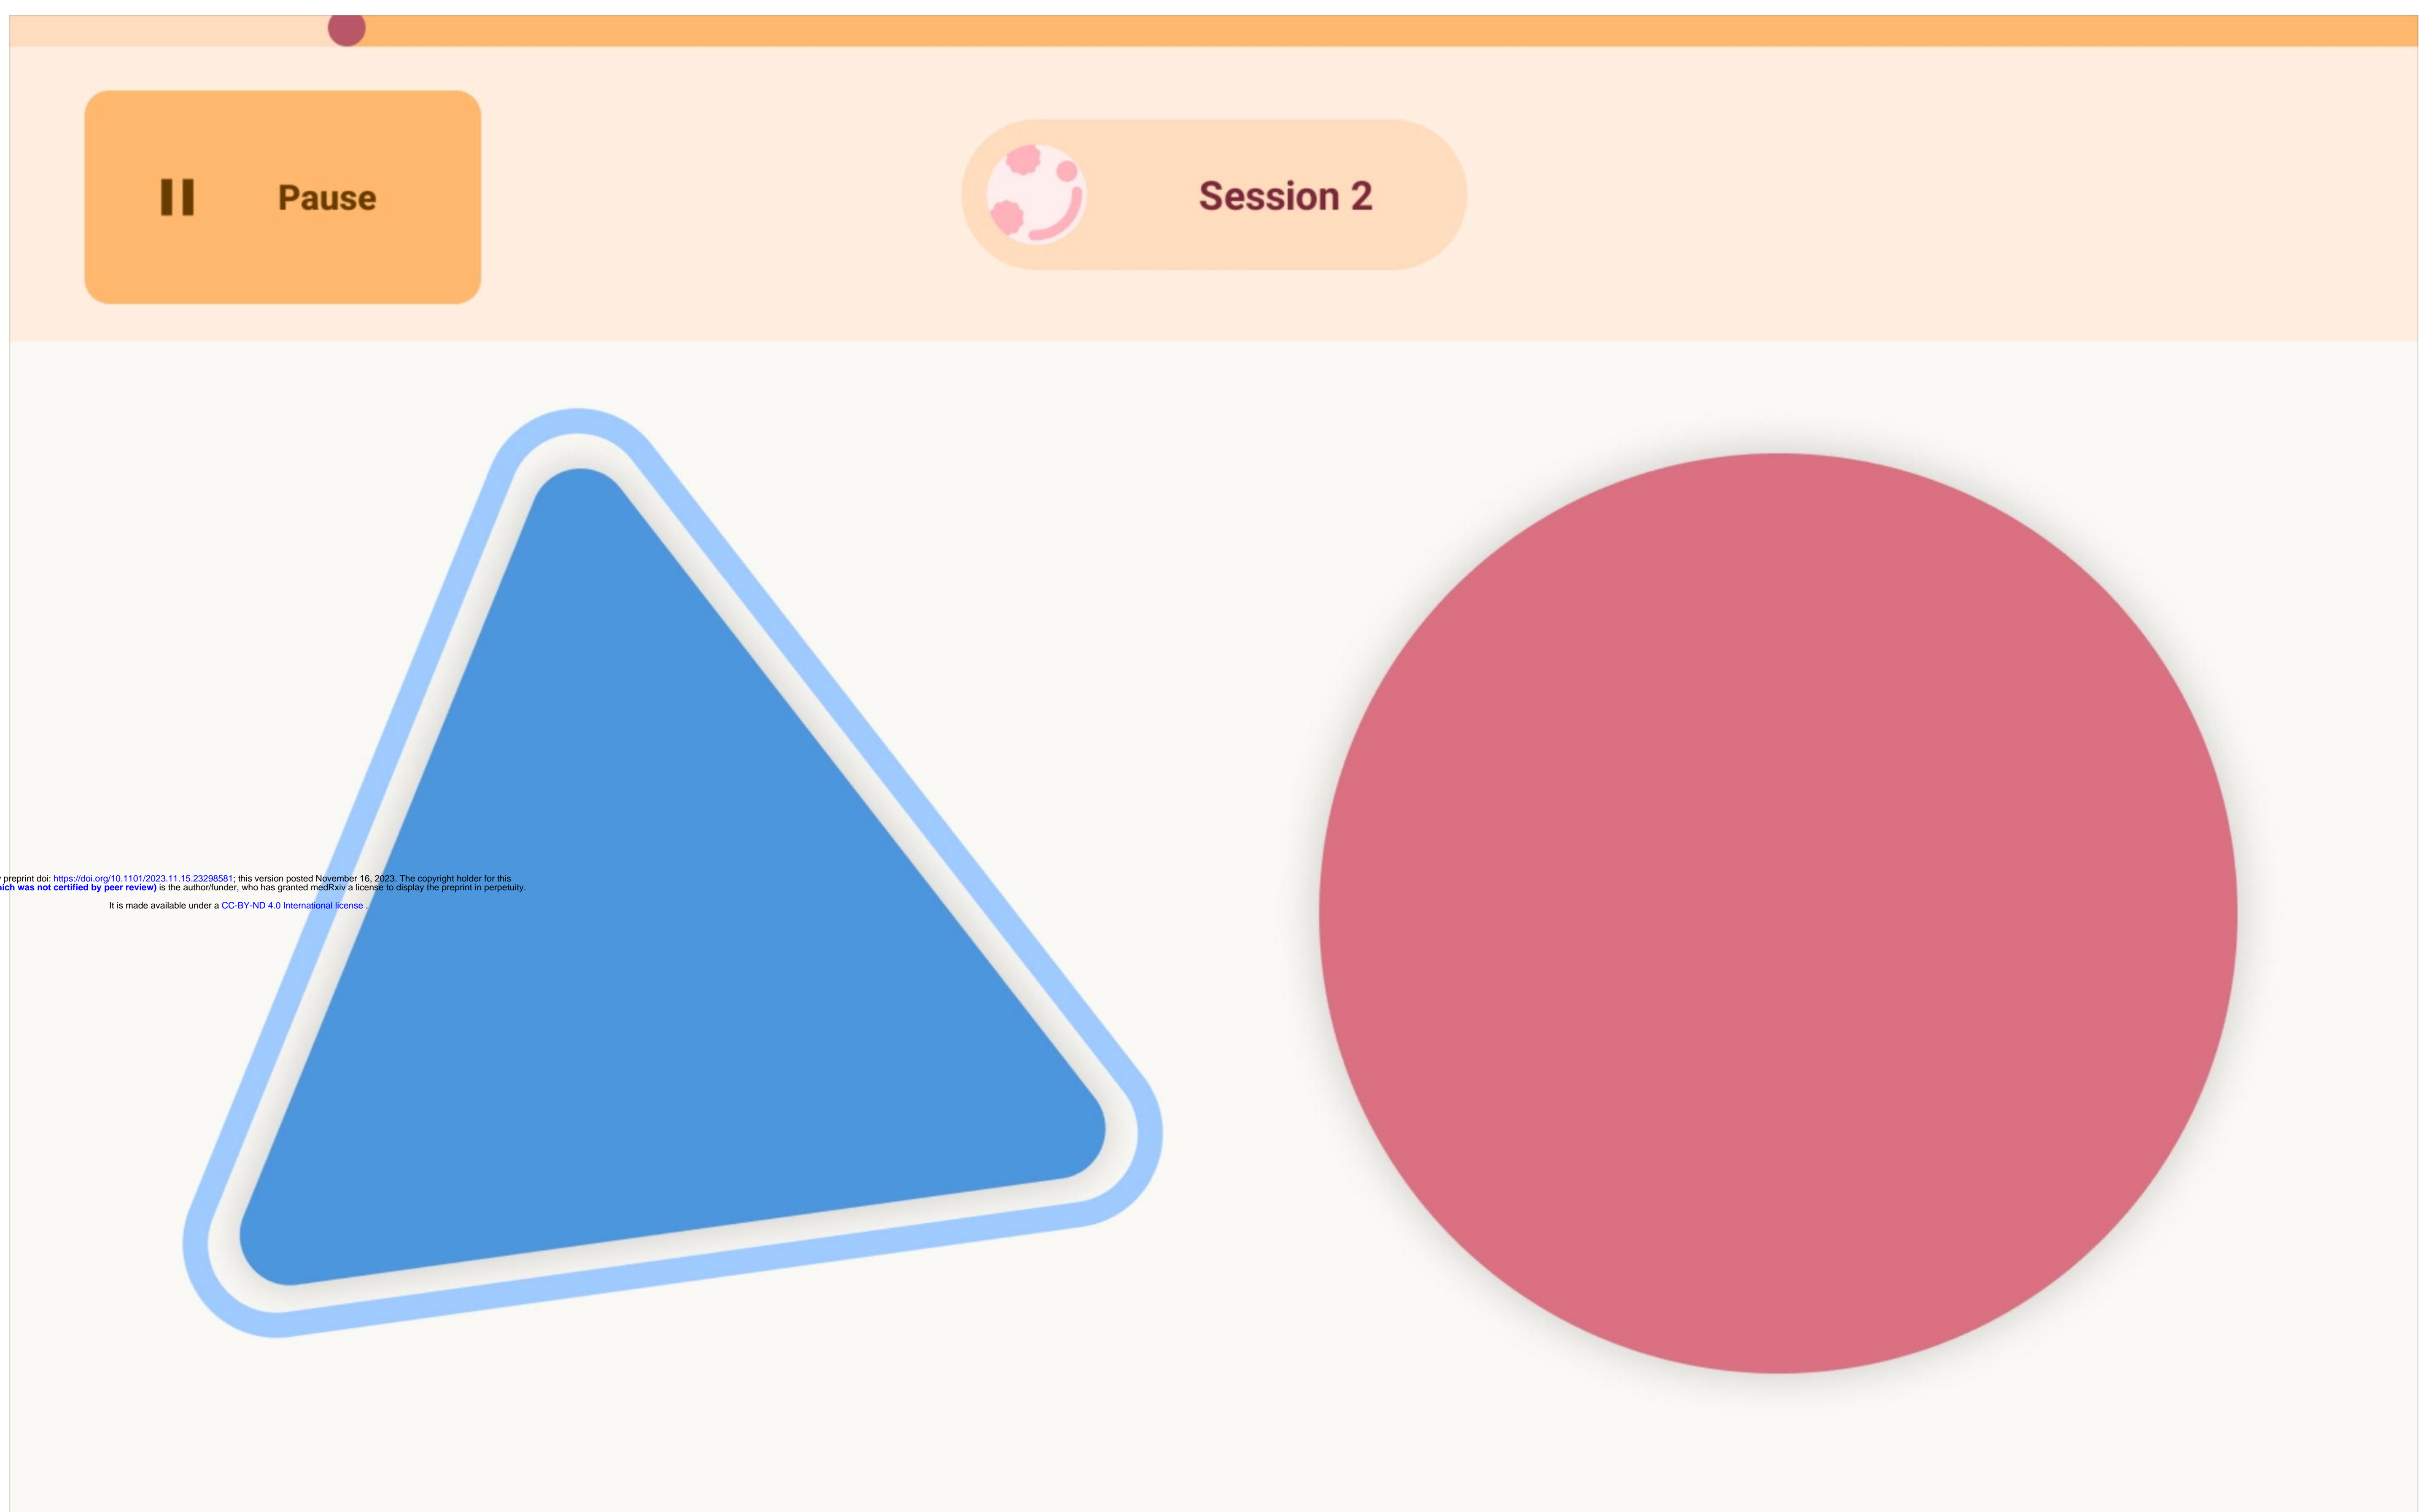 Pause
Session 2
preprint doi: https://doi.org/10.1101/2023.11.15.23298581; this version posted November 16, 2023. The copyright holder for this
was not certified by peer review) is the author/funder, who has granted medRxiv a license to display the preprint in perpetuity.
It is made available under a CC-BY-ND 4.0 International license .